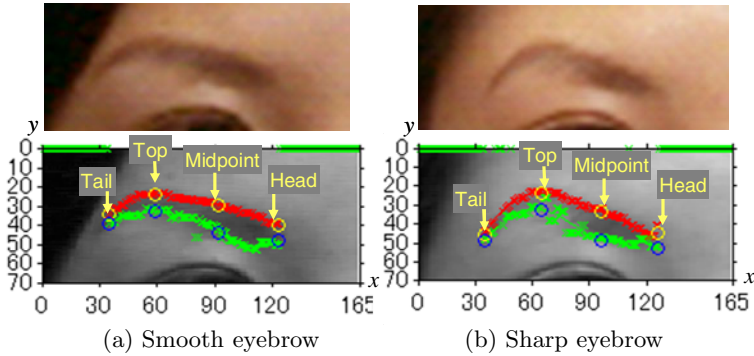 y
0
10
20
30
40
50
60
70
0 30 60 90 120 165
x
Tail
Top
Midpoint
Head
(a) Smooth eyebrow
y
0
10
20
30
40
50
60
70
0 30 60 90 120 165
x
Tail
Top
Midpoint
Head
(b) Sharp eyebrow